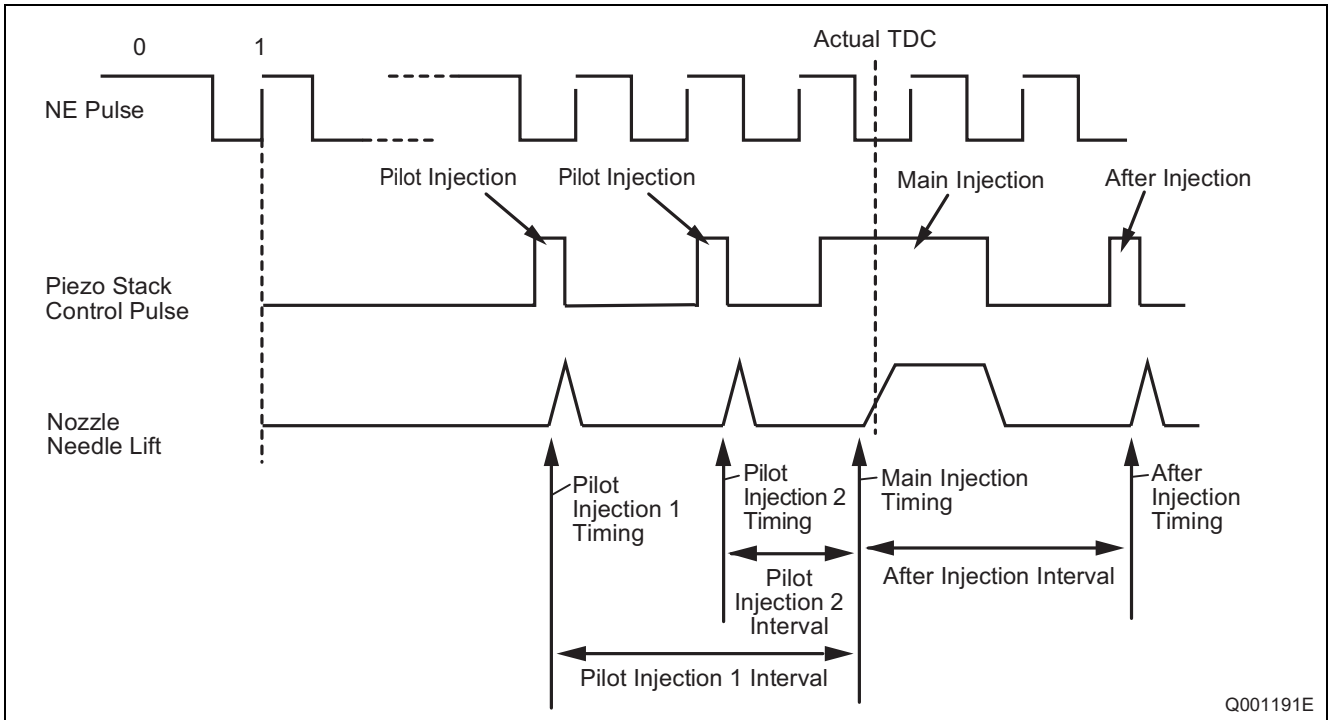 0
1
Actual TDC
NE Pulse
Pilot Injection
Pilot Injection
Main Injection
After Injection
Piezo Stack
Control Pulse
Nozzle
Needle Lift
Pilot
Injection 1
Timing
Pilot
Injection 2
Timing
Main Injection
Timing
After
Injection
Timing
Pilot
Injection 2
Interval
After Injection Interval
Pilot Injection 1 Interval
Q001191E